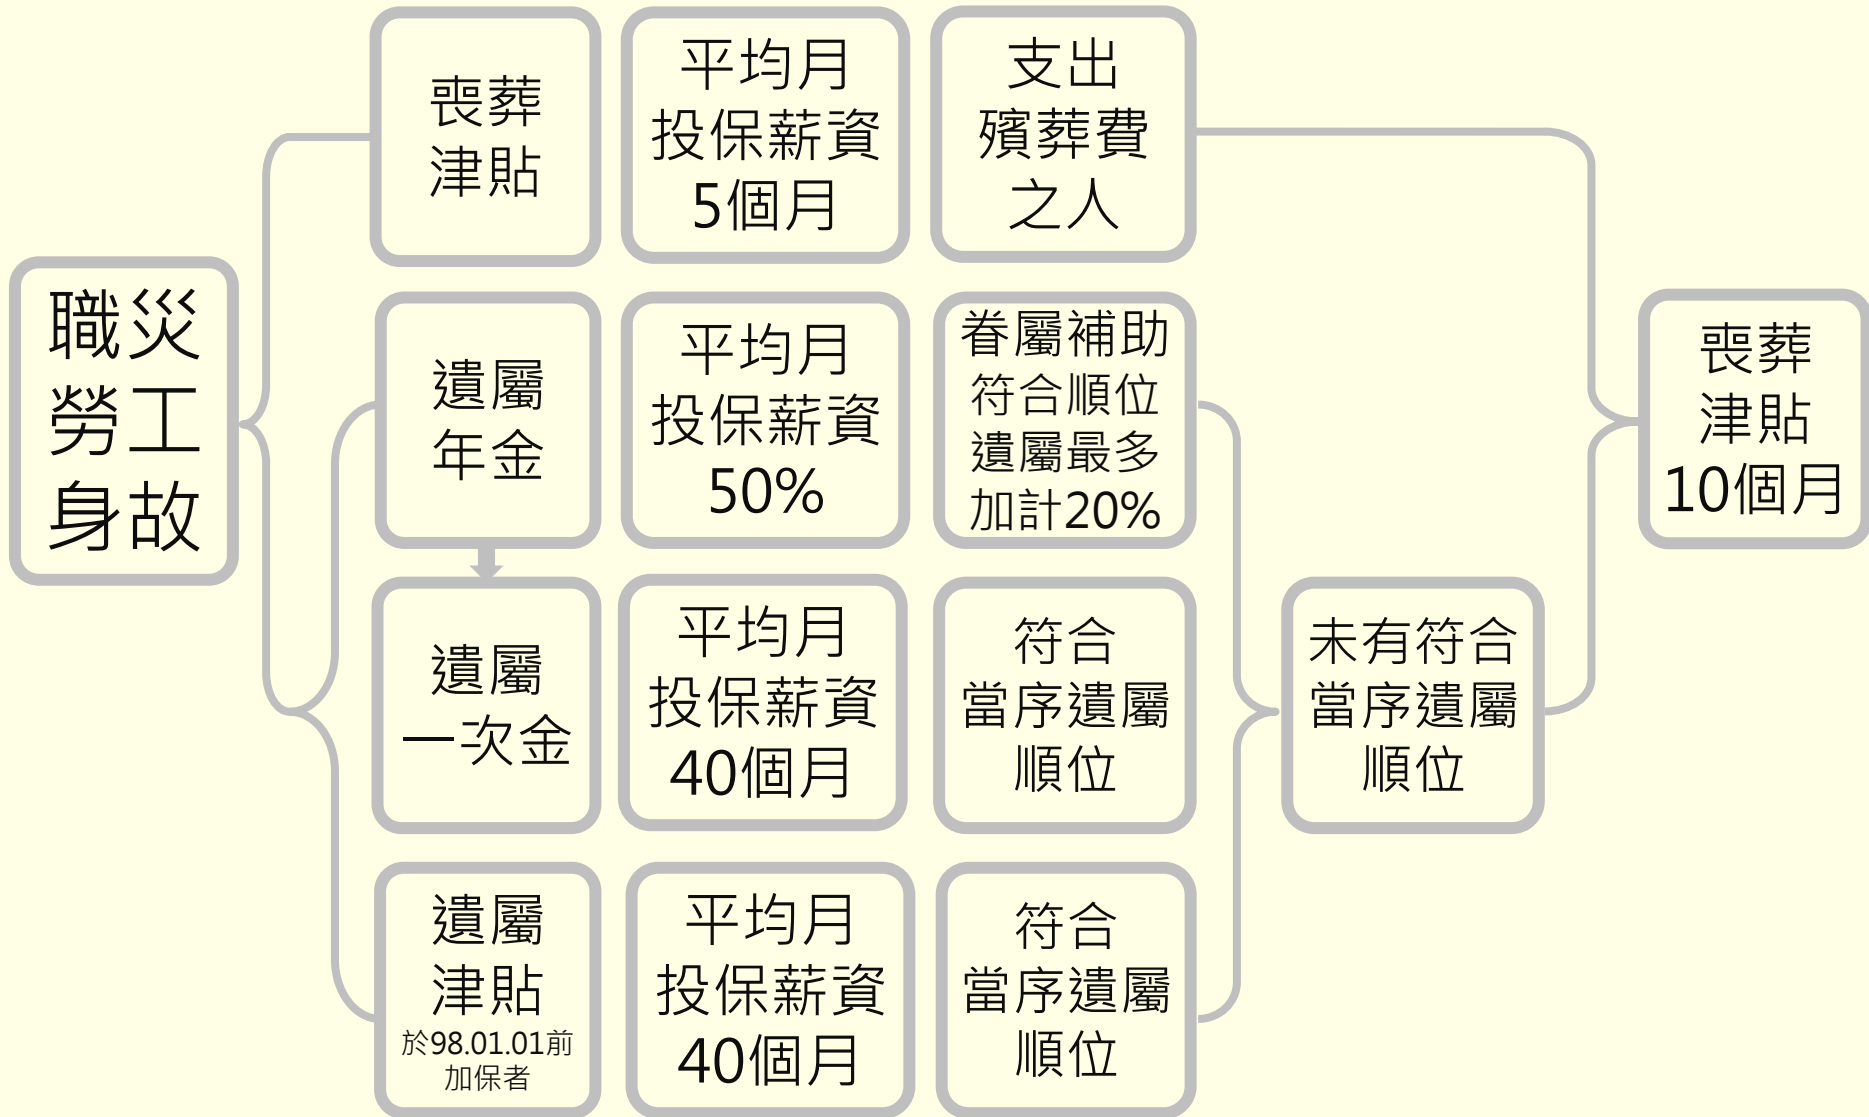 職災
勞工
身故
喪葬
津貼
平均月
投保薪資
5個月
支出
殯葬費
之人
遺屬
年金
平均月
投保薪資
50%
眷屬補助
符合順位
遺屬最多
加計20%
遺屬
一次金
平均月
投保薪資
40個月
符合
當序遺屬
順位
遺屬
津貼
於98.01.01前
加保者
平均月
投保薪資
40個月
符合
當序遺屬
順位
未有符合
當序遺屬
順位
喪葬
津貼
10個月